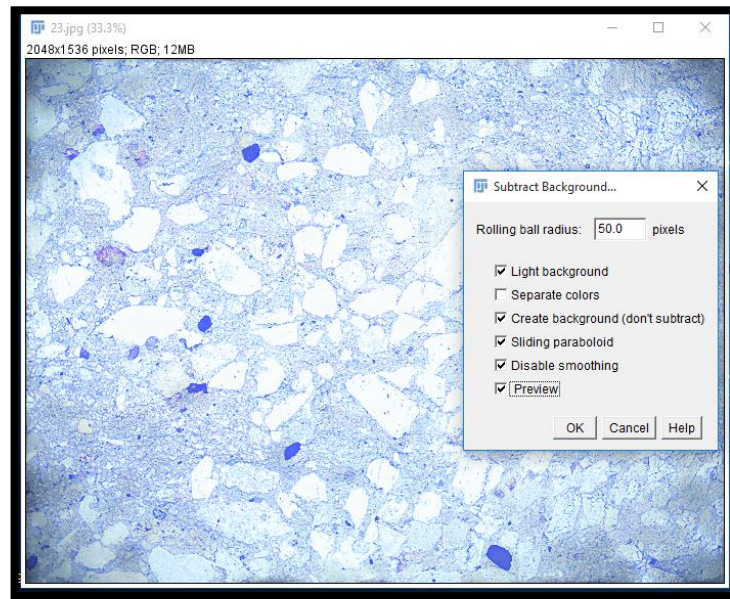 23.jpg (33.3%)
2048x1536 pixels; RGB; 12MB
Subtract Background...
Rolling ball radius: 50.0 pixels
Light background
Separate colors
Create background (don't subtract)
Sliding paraboloid
Disable smoothing
Preview
OK Cancel Help